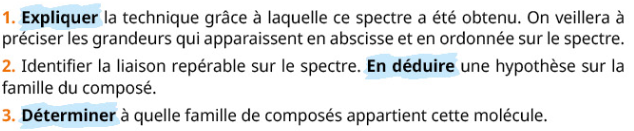 1. Expliquer la technique grâce à laquelle ce spectre a été obtenu. On veillera à
préciser les grandeurs qui apparaissent en abscisse et en ordonnée sur le spectre.
2. Identifier la liaison repérable sur le spectre. En déduire une hypothèse sur la
famille du composé.
3. Déterminer à quelle famille de composés appartient cette molécule.